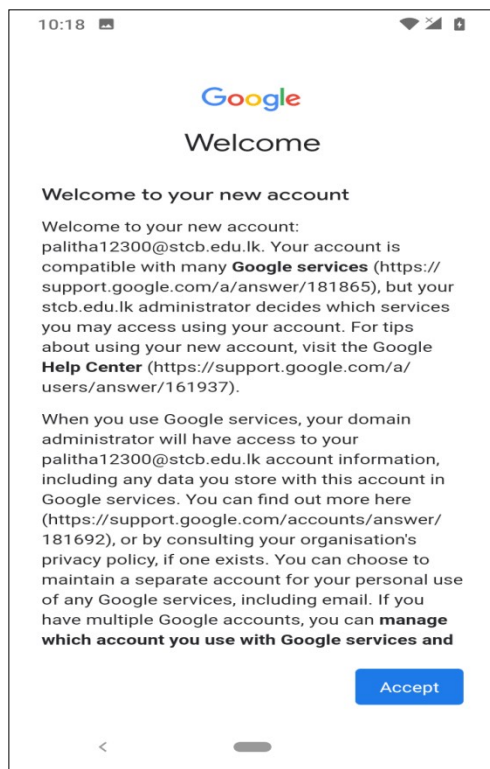 10:18
Google
Welcome
Welcome to your new account
Welcome to your new account:
palitha12300@stcb.edu.lk. Your account is
compatible with many Google services (https://
support.google.com/a/answer/181865), but your
stcb.edu.lk administrator decides which services
you may access using your account. For tips
about using your new account, visit the Google
Help Center (https://support.google.com/a/
users/answer/161937).
When you use Google services, your domain
administrator will have access to your
palitha12300@stcb.edu.lk account information,
including any data you store with this account in
Google services. You can find out more here
(https://support.google.com/accounts/answer/
181692), or by consulting your organisation's
privacy policy, if one exists. You can choose to
maintain a separate account for your personal use
of any Google services, including email. If you
have multiple Google accounts, you can manage
which account you use with Google services and
Accept